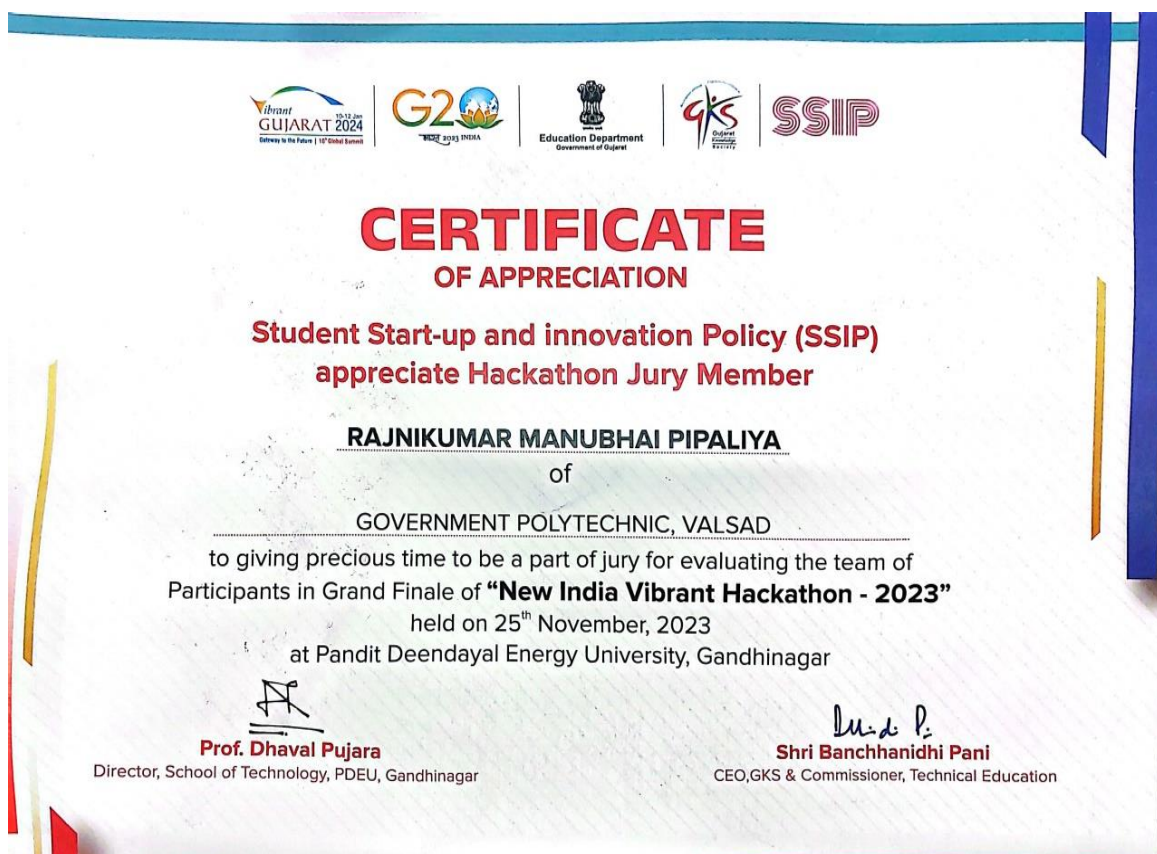 Vibrant
10-12 Jan
GUJARAT 2024
Gateway to the Future | 10th Global Summit
G20
भारत 2023 INDIA
Education Department
Government of Gujarat
GKS
Gujarat
Knowledge
Society
SSIP
CERTIFICATE
OF APPRECIATION
Student Start-up and innovation Policy (SSIP)
appreciate Hackathon Jury Member
RAJNIKUMAR MANUBHAI PIPALIYA
of
GOVERNMENT POLYTECHNIC, VALSAD
to giving precious time to be a part of jury for evaluating the team of
Participants in Grand Finale of “New India Vibrant Hackathon - 2023”
held on 25th November, 2023
at Pandit Deendayal Energy University, Gandhinagar
Prof. Dhaval Pujara
Director, School of Technology, PDEU, Gandhinagar
Shri Banchhanidhi Pani
CEO,GKS & Commissioner, Technical Education